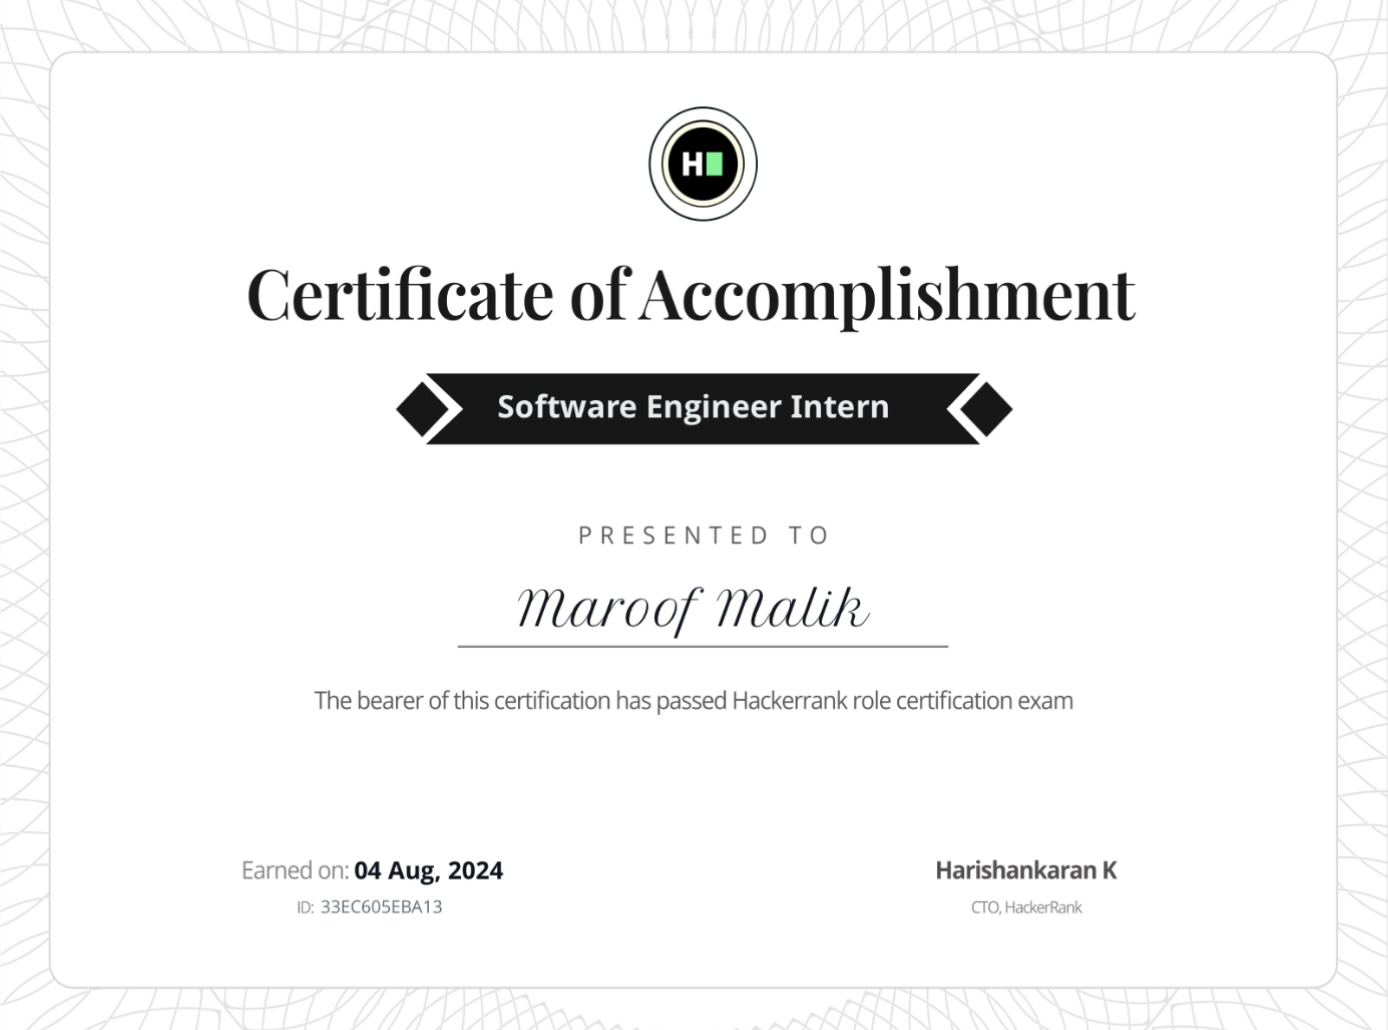 H
Certificate of Accomplishment
Software Engineer Intern
PRESENTED TO
Maroof Malik
The bearer of this certification has passed Hackerrank role certification exam
Earned on: 04 Aug, 2024
ID: 33EC605EBA13
Harishankaran K
CTO, HackerRank